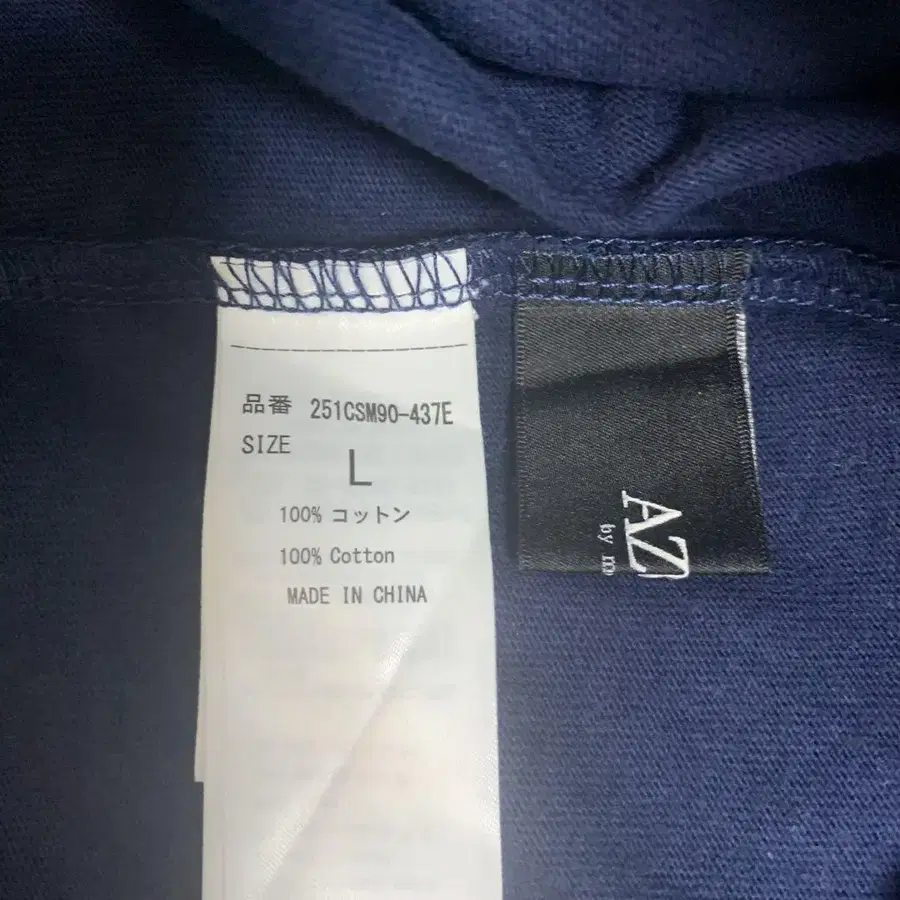 品番 251CSM90-437E
SIZE
L
100% コットン
100% Cotton
MADE IN CHINA
AZ
by m